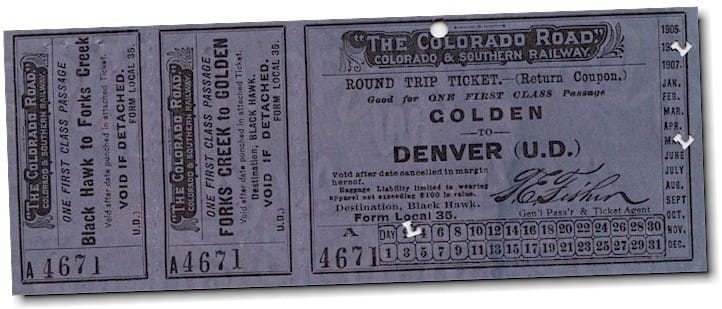 "THE COLORADO ROAD"
COLORADO & SOUTHERN RAILWAY.
ONE FIRST CLASS PASSAGE
Black Hawk to Forks Creek
Void after date punched in attached Ticket.
VOID IF DETACHED.
FORM LOCAL 35.
U.D.)
A 4671
"THE COLORADO ROAD"
COLORADO & SOUTHERN RAILWAY.
ONE FIRST CLASS PASSAGE
FORKS CREEK to GOLDEN
Void after date punched in attached Ticket.
Destination, BLACK HAWK.
VOID IF DETACHED.
FORM LOCAL 35.
U.D.)
A 4671
"THE COLORADO ROAD"
COLORADO & SOUTHERN RAILWAY.
ROUND TRIP TICKET.—(Return Coupon.)
Good for ONE FIRST CLASS Passage
GOLDEN
—TO—
DENVER (U.D.)
Void after date cancelled in margin
hereof.
Baggage Liability limited to wearing
apparel not exceeding $100 in value.
Destination, Black Hawk.
Form Local 35.
Gen'l Pass'r & Ticket Agent
A
4671
DAY 4 6 8 10 12 14 16 18 20 22 24 26 28 30
1 3 5 7 9 11 13 15 17 19 21 23 25 27 29 31
1905
1907
JAN.
FEB.
MAR.
APR.
JUNE
JULY
AUG.
SEPT
OCT.
NOV.
DEC.